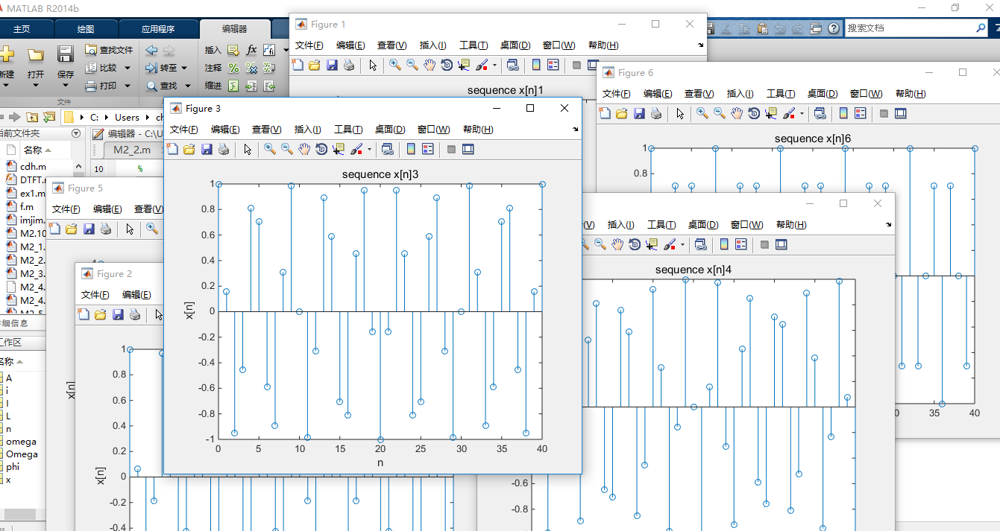 MATLAB R2014b
主页 绘图 应用程序 编辑器
搜索文档
新建 打开 保存
查找文件
比较
打印
文件
转至
查找
插入
注释
缩进
C: Users
当前文件夹
名称
cdh.m
ex1.m
f.m
imjim.
M2.10
M2_1.
M2_2.
M2_3.
M2_4.
M2_4.
详细信息
工作区
名称
A
i
l
L
n
omega
Omega
phi
x
编辑器 - C:\U
M2_2.m
10 %
Figure 1
文件(F) 编辑(E) 查看(V) 插入(I) 工具(T) 桌面(D) 窗口(W) 帮助(H)
sequence x[n]1
Figure 6
文件(F) 编辑(E) 查看(V) 插入(I) 工具(T) 桌面(D) 窗口(W) 帮助(H)
sequence x[n]6
1
0.8
35 40
Figure 3
文件(F) 编辑(E) 查看(V) 插入(I) 工具(T) 桌面(D) 窗口(W) 帮助(H)
sequence x[n]3
1
0.8
0.6
0.4
0.2
0
-0.2
-0.4
-0.6
-0.8
-1
x[n]
0 5 10 15 20 25 30 35 40
n
Figure 5
文件(F) 编辑(E) 查看(V)
x[n]
Figure 2
文件(F) 编辑(E)
1
0.8
0.6
0.4
0.2
0
-0.2
-0.4
x[n]
插入(I) 工具(T) 桌面(D) 窗口(W) 帮助(H)
sequence x[n]4
-0.6
-0.8